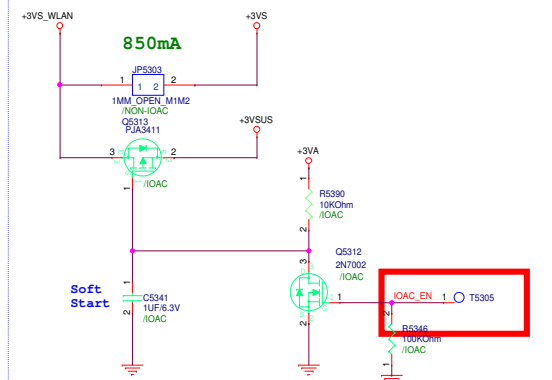 +3VS_WLAN
+3VS
850mA
JP5303
1
2
1 2
1MM_OPEN_M1M2
/NON-IOAC
Q5313
PJA3411
+3VSUS
3
2
/IOAC
1
+3VA
1
R5390
10KOhm
/IOAC
2
Q5312
2N7002
/IOAC
3
1
2
Soft
Start
1
C5341
1UF/6.3V
/IOAC
2
IOAC_EN
1
T5305
2
R5346
100KOhm
/IOAC